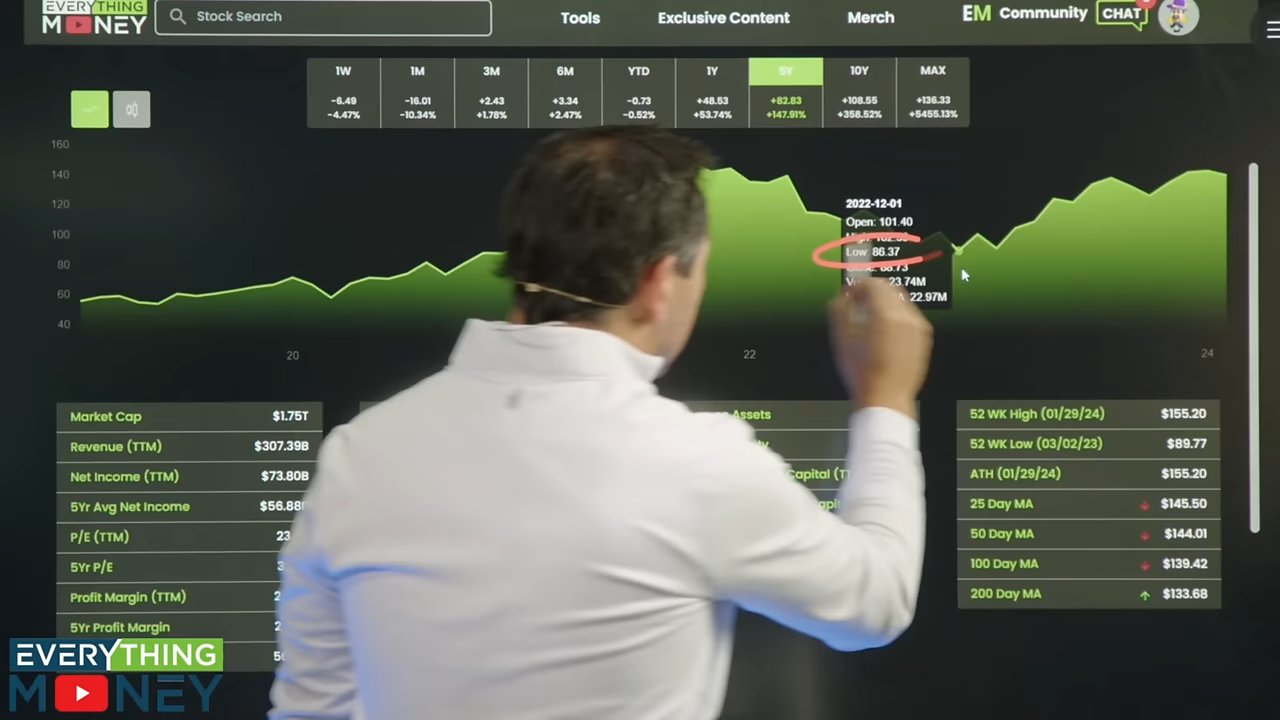 EVERYTHING
MONEY
Stock Search
Tools
Exclusive Content
Merch
EM Community
CHAT
1W
1M
3M
6M
YTD
1Y
5Y
10Y
MAX
-6.49
-16.01
+2.43
+3.34
-0.73
+48.53
+82.83
+108.55
+136.33
-4.47%
-10.34%
+1.78%
+2.47%
-0.52%
+53.74%
+147.91%
+358.52%
+5455.13%
160
140
120
100
80
60
40
2022-12-01
Open: 101.40
Low 86.37
88.73
23.74M
22.97M
20
22
24
Market Cap $1.75T
Revenue (TTM) $307.39B
Net Income (TTM) $73.80B
5Yr Avg Net Income $56.88
P/E (TTM) 23
5Yr P/E
Profit Margin (TTM)
5Yr Profit Margin
Assets
Capital
52 WK High (01/29/24) $155.20
52 WK Low (03/02/23) $89.77
ATH (01/29/24) $155.20
25 Day MA $145.50
50 Day MA $144.01
100 Day MA $139.42
200 Day MA $133.68
EVERYTHING
MONEY